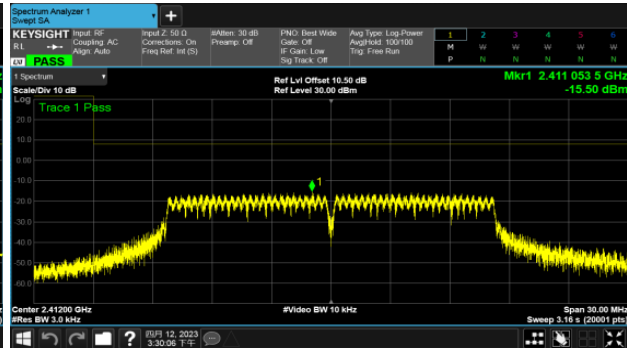 Spectrum Analyzer 1
Swept SA
KEYSIGHT
RL
LXI
PASS
Input: RF
Coupling: AC
Align: Auto
Input Z: 50 Ω
Corrections: On
Freq Ref: Int (S)
#Atten: 30 dB
Preamp: Off
PNO: Best Wide
Gate: Off
IF Gain: Low
Sig Track: Off
Avg Type: Log-Power
Avg|Hold: 100/100
Trig: Free Run
1 2 3 4 5 6
M W W W W W
P N N N N N
1 Spectrum
Scale/Div 10 dB
Ref Lvl Offset 10.50 dB
Ref Level 30.00 dBm
Mkr1 2.411 053 5 GHz
-15.50 dBm
Log
Trace 1 Pass
20.0
10.0
0.00
-10.0
-20.0
-30.0
-40.0
-50.0
-60.0
1
Center 2.41200 GHz
#Res BW 3.0 kHz
#Video BW 10 kHz
Span 30.00 MHz
Sweep 3.16 s (20001 pts)
?
四月 12, 2023
3:30:06 下午